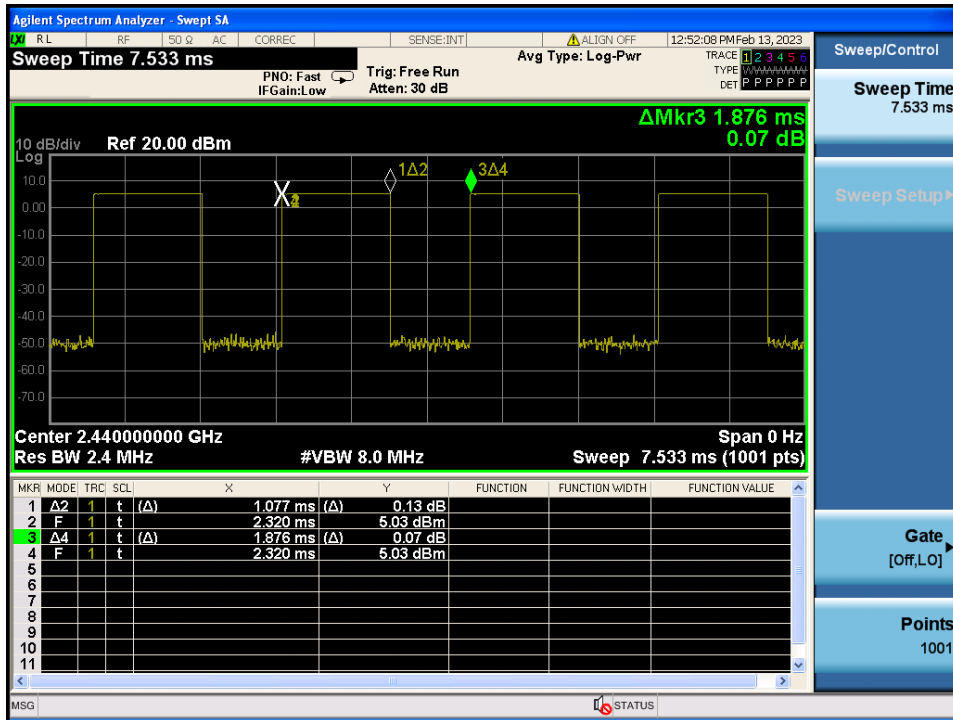 Agilent Spectrum Analyzer - Swept SA
LXI RL RF 50 Ω AC CORREC SENSE:INT ALIGN OFF 12:52:08 PM Feb 13, 2023
Sweep Time 7.533 ms
PNO: Fast
IFGain:Low
Trig: Free Run
Atten: 30 dB
Avg Type: Log-Pwr
TRACE 1 2 3 4 5 6
TYPE WWWWWW
DET P P P P P P
ΔMkr3 1.876 ms
0.07 dB
10 dB/div Ref 20.00 dBm
Log
1Δ2
3Δ4
X2
10.0
0.00
-10.0
-20.0
-30.0
-40.0
-50.0
-60.0
-70.0
Center 2.440000000 GHz Span 0 Hz
Res BW 2.4 MHz #VBW 8.0 MHz Sweep 7.533 ms (1001 pts)
MKR MODE TRC SCL X Y FUNCTION FUNCTION WIDTH FUNCTION VALUE
1 Δ2 1 t (Δ) 1.077 ms (Δ) 0.13 dB
2 F 1 t 2.320 ms 5.03 dBm
3 Δ4 1 t (Δ) 1.876 ms (Δ) 0.07 dB
4 F 1 t 2.320 ms 5.03 dBm
5
6
7
8
9
10
11
MSG STATUS
Sweep/Control
Sweep Time
7.533 ms
Sweep Setup
Gate
[Off,LO]
Points
1001